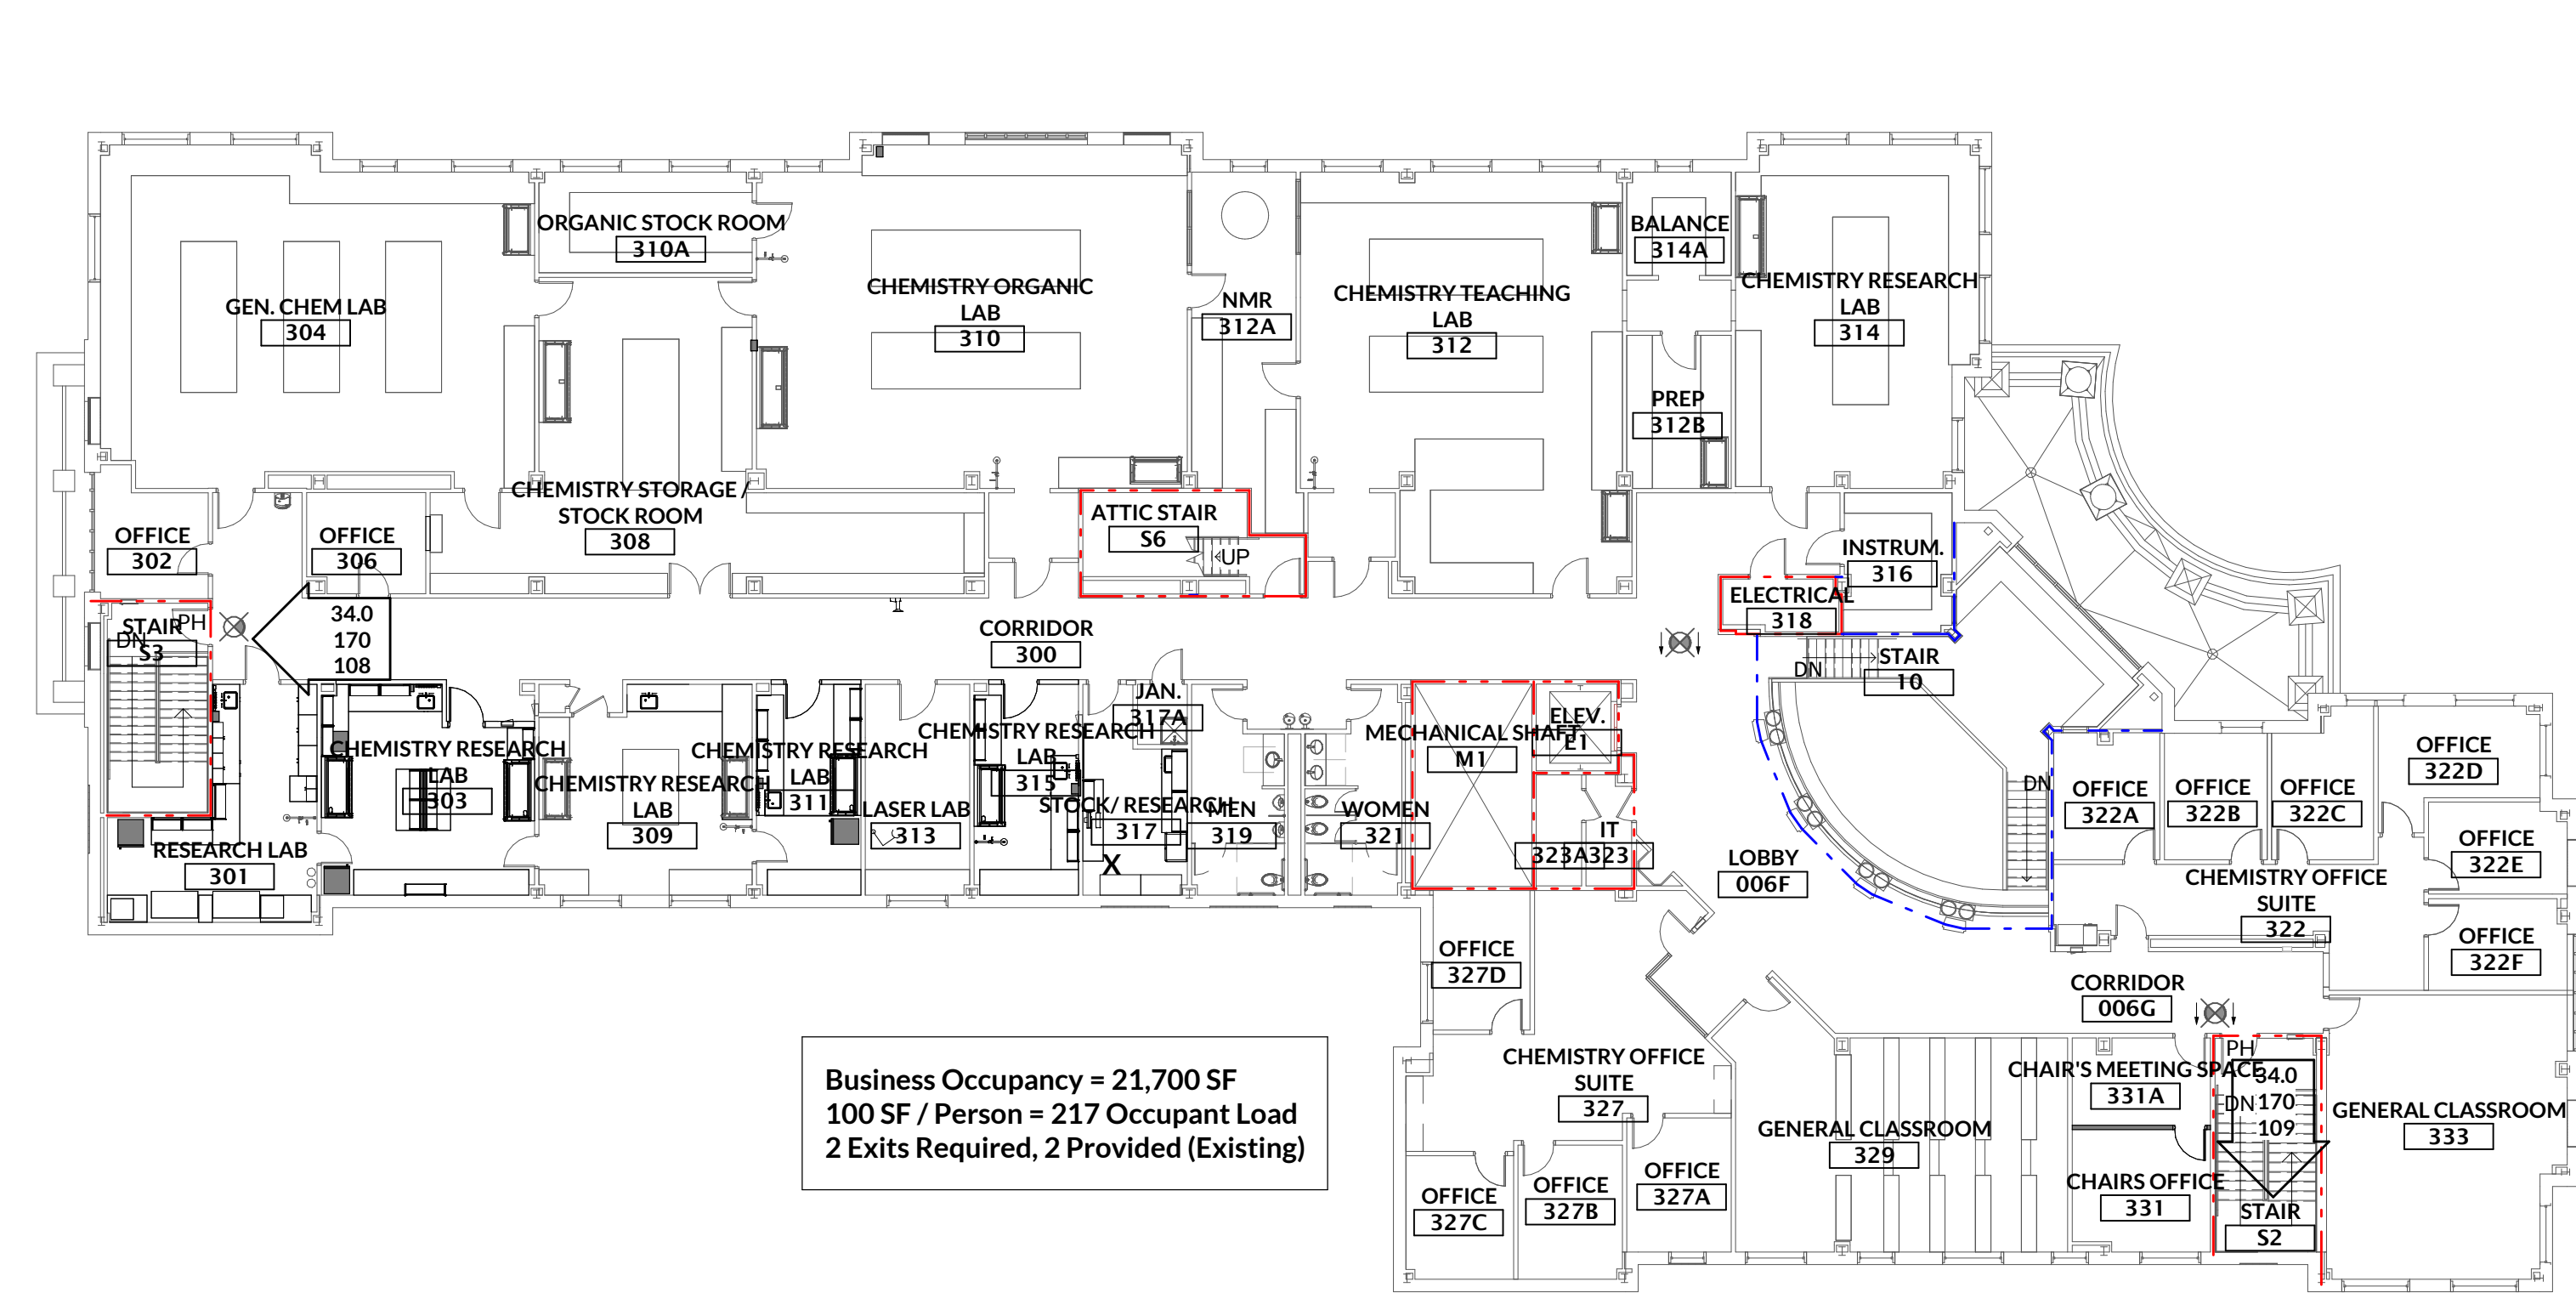 ORGANIC STOCK ROOM
310A
BALANCE
314A
GEN. CHEM LAB
304
CHEMISTRY ORGANIC
LAB
310
NMR
312A
CHEMISTRY TEACHING
LAB
312
CHEMISTRY RESEARCH
LAB
314
PREP
312B
OFFICE
302
OFFICE
306
CHEMISTRY STORAGE /
STOCK ROOM
308
ATTIC STAIR
S6
UP
INSTRUM.
316
ELECTRICAL
318
STAIR
S3
DN
PH
34.0
170
108
CORRIDOR
300
DN
STAIR
10
DN
JAN.
317A
CHEMISTRY RESEARCH
LAB
303
CHEMISTRY RESEARCH
LAB
309
CHEMISTRY RESEARCH
LAB
311
LASER LAB
313
CHEMISTRY RESEARCH
LAB
315
STOCK/ RESEARCH
317
X
MEN
319
WOMEN
321
MECHANICAL SHAFT
M1
ELEV.
E1
IT
323A
323
RESEARCH LAB
301
LOBBY
006F
OFFICE
322A
OFFICE
322B
OFFICE
322C
OFFICE
322D
OFFICE
322E
OFFICE
322F
CHEMISTRY OFFICE
SUITE
322
OFFICE
327D
CORRIDOR
006G
CHEMISTRY OFFICE
SUITE
327
OFFICE
327C
OFFICE
327B
OFFICE
327A
GENERAL CLASSROOM
329
CHAIR'S MEETING SPACE
331A
CHAIRS OFFICE
331
PH
DN
34.0
170
109
STAIR
S2
GENERAL CLASSROOM
333
Business Occupancy = 21,700 SF
100 SF / Person = 217 Occupant Load
2 Exits Required, 2 Provided (Existing)